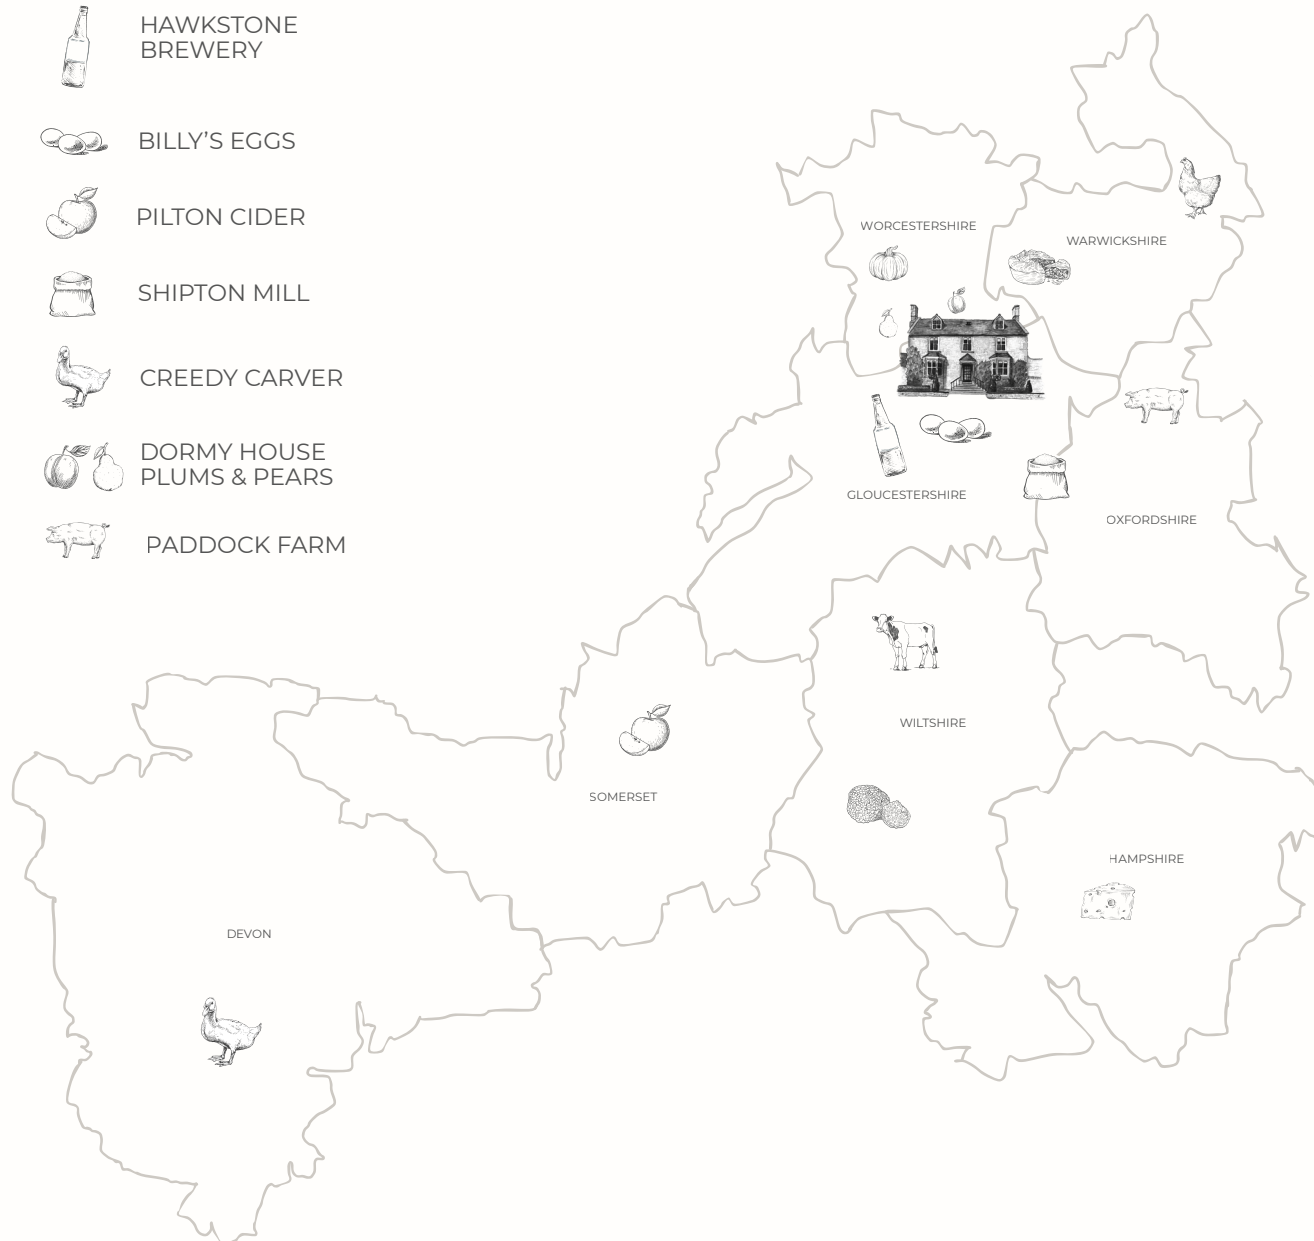 HAWKSTONE
BREWERY
BILLY’S EGGS
PILTON CIDER
SHIPTON MILL
CREEDY CARVER
DORMY HOUSE
PLUMS & PEARS
PADDOCK FARM
WORCESTERSHIRE
WARWICKSHIRE
GLOUCESTERSHIRE
OXFORDSHIRE
WILTSHIRE
SOMERSET
HAMPSHIRE
DEVON